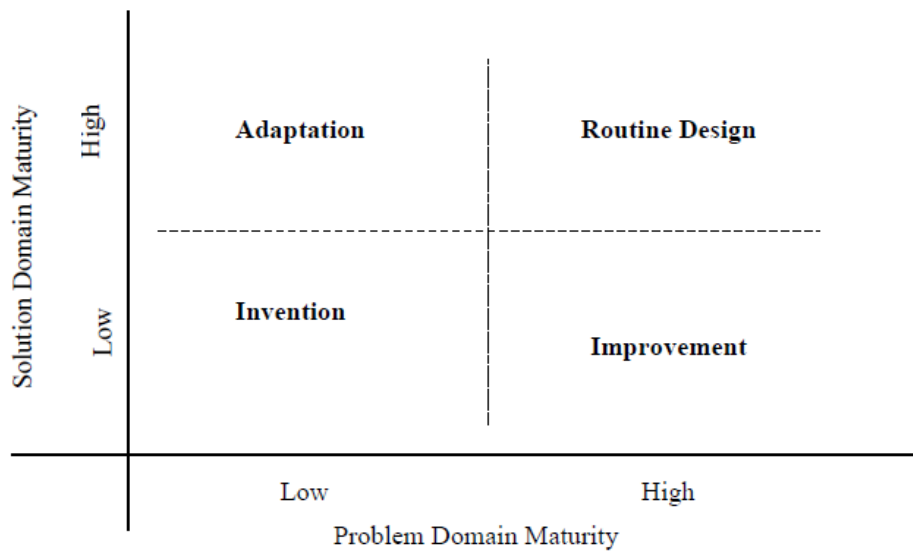 Solution Domain Maturity
High
Low
Adaptation
Routine Design
Invention
Improvement
Low
High
Problem Domain Maturity